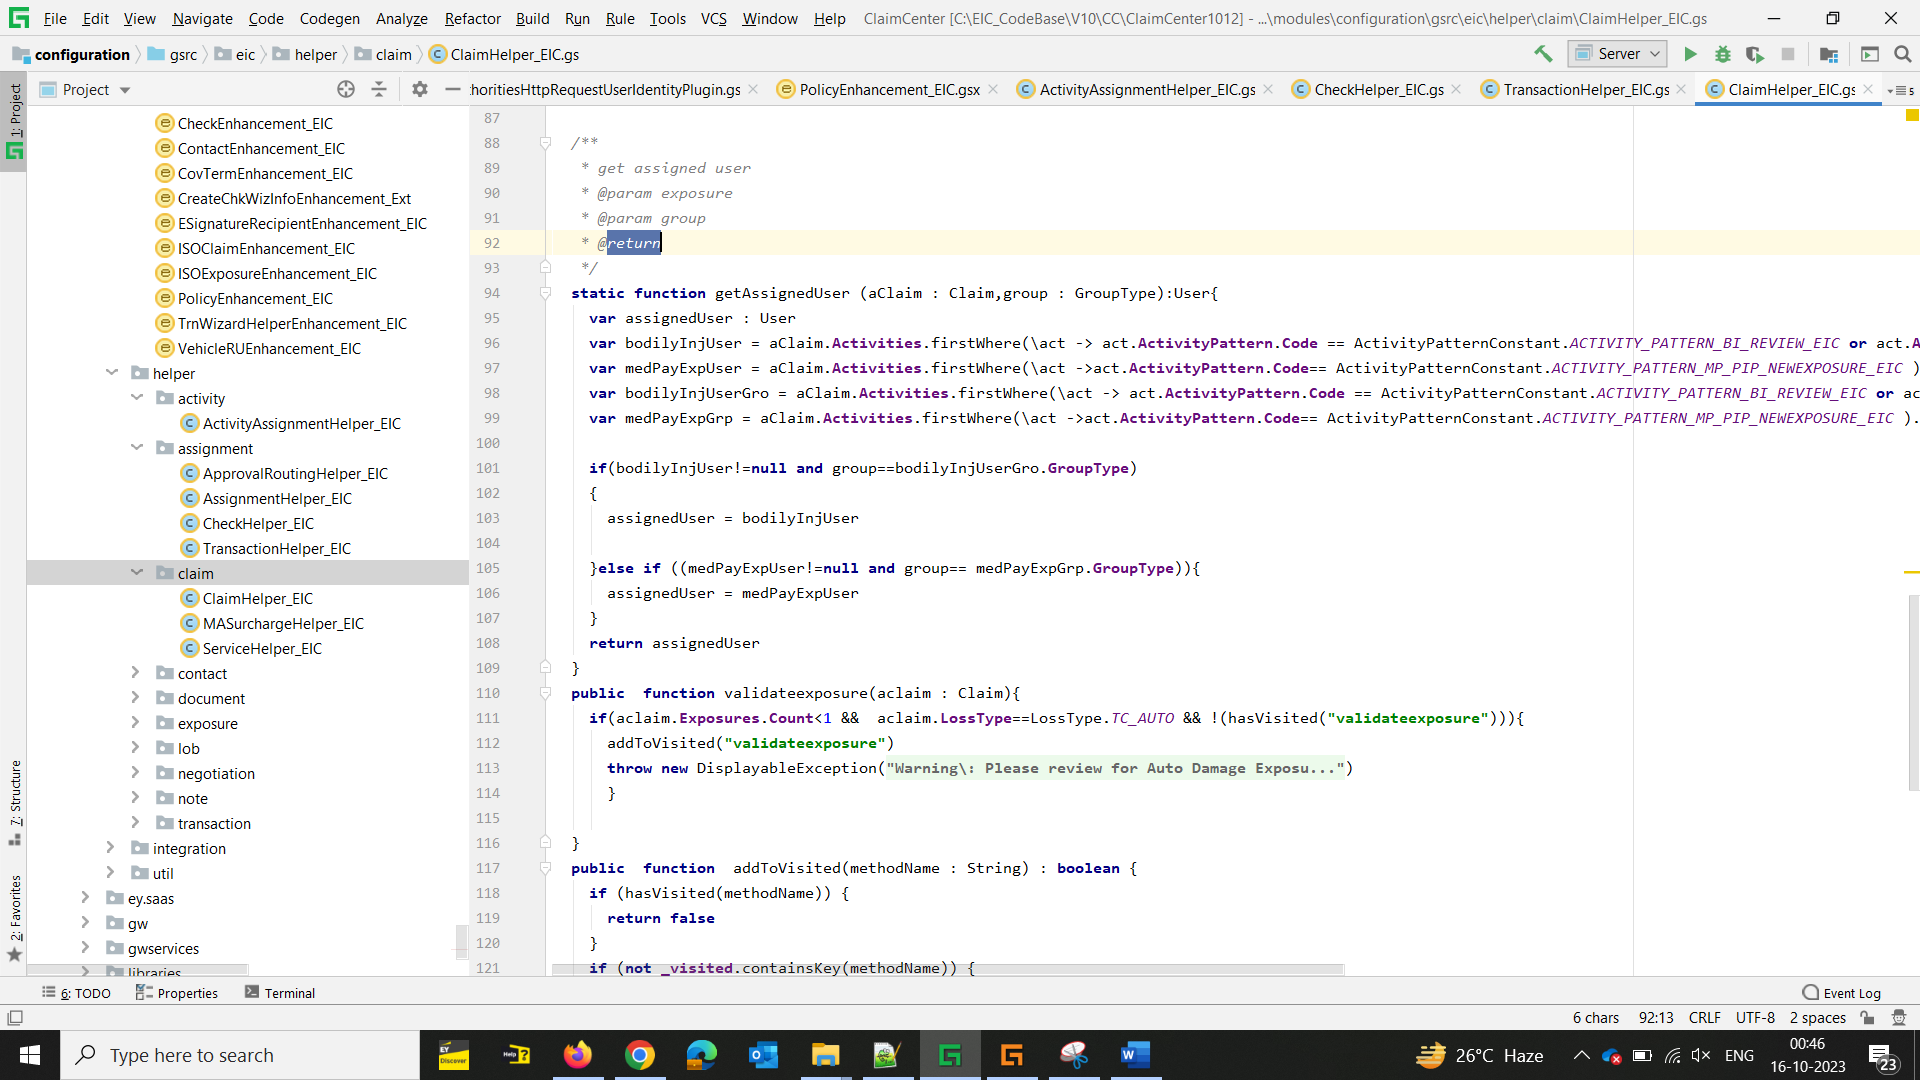 File Edit View Navigate Code Codegen Analyze Refactor Build Run Rule Tools VCS Window Help ClaimCenter [C:\EIC_CodeBase\V10\CC\ClaimCenter1012] - ...\modules\configuration\gsrc\eic\helper\claim\ClaimHelper_EIC.gs
configuration gsrc eic helper claim ClaimHelper_EIC.gs Server
Project horitiesHttpRequestUserIdentityPlugin.gs PolicyEnhancement_EIC.gsx ActivityAssignmentHelper_EIC.gs CheckHelper_EIC.gs TransactionHelper_EIC.gs ClaimHelper_EIC.gs
1: Project
7: Structure
2: Favorites
CheckEnhancement_EIC
ContactEnhancement_EIC
CovTermEnhancement_EIC
CreateChkWizInfoEnhancement_Ext
ESignatureRecipientEnhancement_EIC
ISOClaimEnhancement_EIC
ISOExposureEnhancement_EIC
PolicyEnhancement_EIC
TrnWizardHelperEnhancement_EIC
VehicleRUEnhancement_EIC
helper
activity
ActivityAssignmentHelper_EIC
assignment
ApprovalRoutingHelper_EIC
AssignmentHelper_EIC
CheckHelper_EIC
TransactionHelper_EIC
claim
ClaimHelper_EIC
MASurchargeHelper_EIC
ServiceHelper_EIC
contact
document
exposure
lob
negotiation
note
transaction
integration
util
ey.saas
gw
gwservices
libraries
87
88 /**
89 * get assigned user
90 * @param exposure
91 * @param group
92 * @return
93 */
94 static function getAssignedUser (aClaim : Claim,group : GroupType):User{
95 var assignedUser : User
96 var bodilyInjUser = aClaim.Activities.firstWhere(\act -> act.ActivityPattern.Code == ActivityPatternConstant.ACTIVITY_PATTERN_BI_REVIEW_EIC or act.A
97 var medPayExpUser = aClaim.Activities.firstWhere(\act ->act.ActivityPattern.Code== ActivityPatternConstant.ACTIVITY_PATTERN_MP_PIP_NEWEXPOSURE_EIC )
98 var bodilyInjUserGro = aClaim.Activities.firstWhere(\act -> act.ActivityPattern.Code == ActivityPatternConstant.ACTIVITY_PATTERN_BI_REVIEW_EIC or ac
99 var medPayExpGrp = aClaim.Activities.firstWhere(\act ->act.ActivityPattern.Code== ActivityPatternConstant.ACTIVITY_PATTERN_MP_PIP_NEWEXPOSURE_EIC ).
100
101 if(bodilyInjUser!=null and group==bodilyInjUserGro.GroupType)
102 {
103 assignedUser = bodilyInjUser
104
105 }else if ((medPayExpUser!=null and group== medPayExpGrp.GroupType)){
106 assignedUser = medPayExpUser
107 }
108 return assignedUser
109 }
110 public function validateexposure(aclaim : Claim){
111 if(aclaim.Exposures.Count<1 && aclaim.LossType==LossType.TC_AUTO && !(hasVisited("validateexposure"))){
112 addToVisited("validateexposure")
113 throw new DisplayableException("Warning\: Please review for Auto Damage Exposu...")
114 }
115
116 }
117 public function addToVisited(methodName : String) : boolean {
118 if (hasVisited(methodName)) {
119 return false
120 }
121 if (not _visited.containsKey(methodName)) {
6: TODO Properties Terminal Event Log
6 chars 92:13 CRLF UTF-8 2 spaces
Type here to search EY Discover Help ? 26°C Haze ENG 00:46
16-10-2023 23